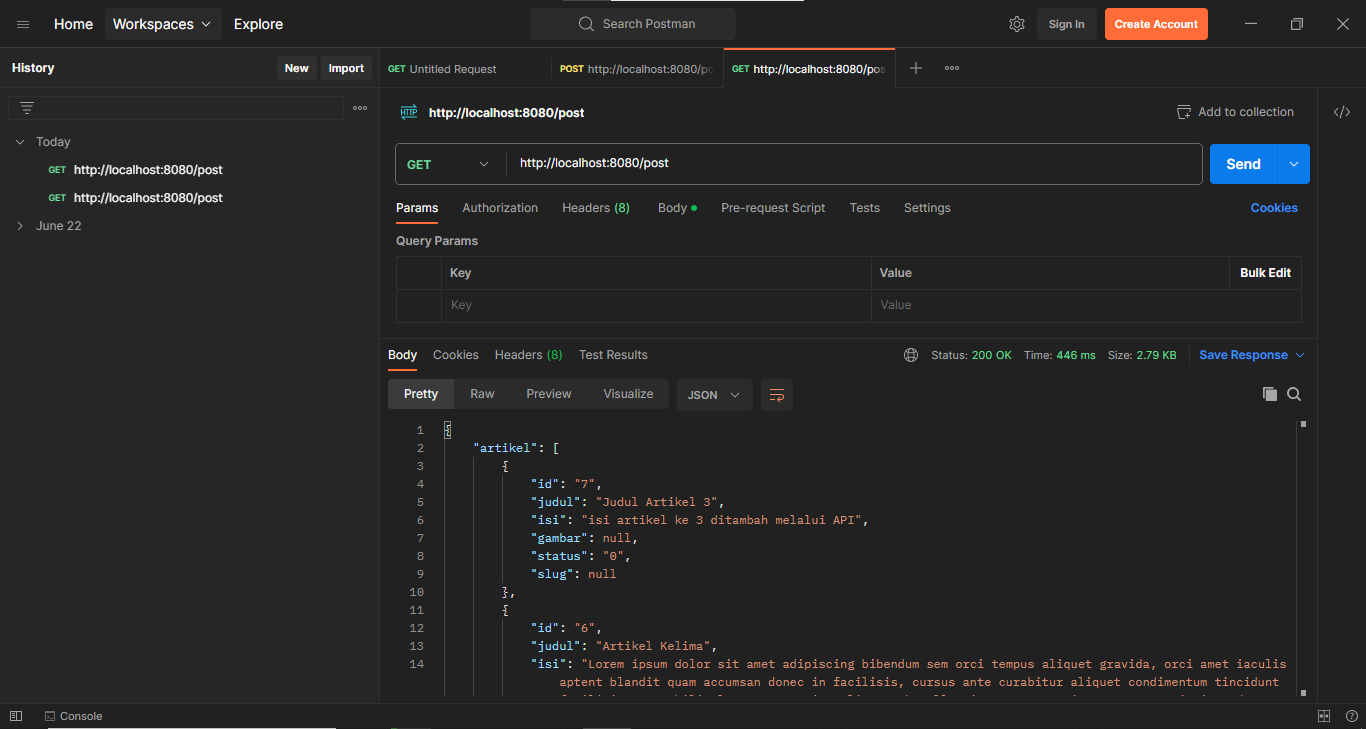 Home Workspaces Explore Search Postman Sign In Create Account
History New Import
GET Untitled Request POST http://localhost:8080/po GET http://localhost:8080/pos
HTTP http://localhost:8080/post Add to collection </>
Today
GET http://localhost:8080/post
GET http://localhost:8080/post
June 22
GET http://localhost:8080/post Send
Params Authorization Headers (8) Body Pre-request Script Tests Settings Cookies
Query Params
Key Value Bulk Edit
Key Value
Body Cookies Headers (8) Test Results Status: 200 OK Time: 446 ms Size: 2.79 KB Save Response
Pretty Raw Preview Visualize JSON
1 {
2 "artikel": [
3 {
4 "id": "7",
5 "judul": "Judul Artikel 3",
6 "isi": "isi artikel ke 3 ditambah melalui API",
7 "gambar": null,
8 "status": "0",
9 "slug": null
10 },
11 {
12 "id": "6",
13 "judul": "Artikel Kelima",
14 "isi": "Lorem ipsum dolor sit amet adipiscing bibendum sem orci tempus aliquet gravida, orci amet iaculis
aptent blandit quam accumsan donec in facilisis, cursus ante curabitur aliquet condimentum tincidunt
Console